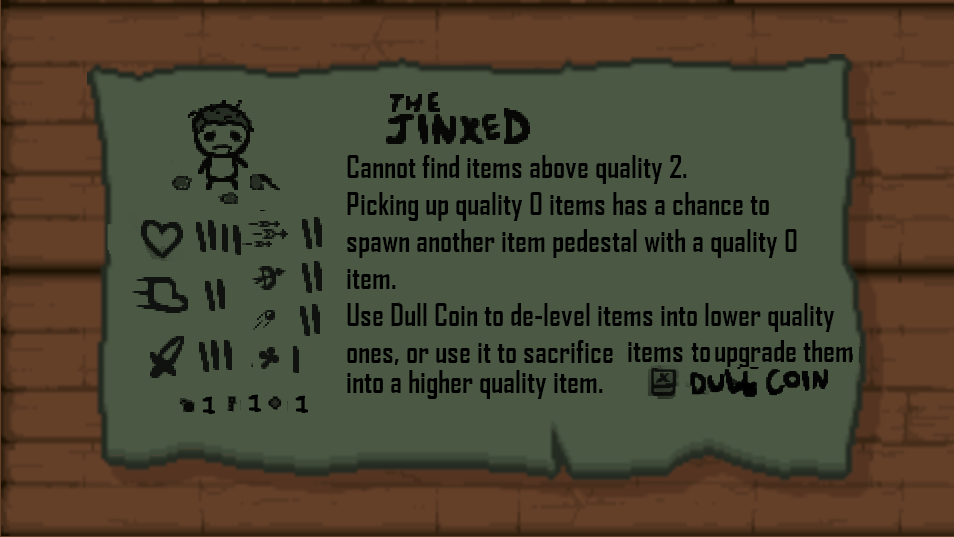 THE
JINXED
Cannot find items above quality 2.
Picking up quality 0 items has a chance to
spawn another item pedestal with a quality 0
item.
Use Dull Coin to de-level items into lower quality
ones, or use it to sacrifice items to upgrade them
into a higher quality item.
DULL COIN
1 1 1